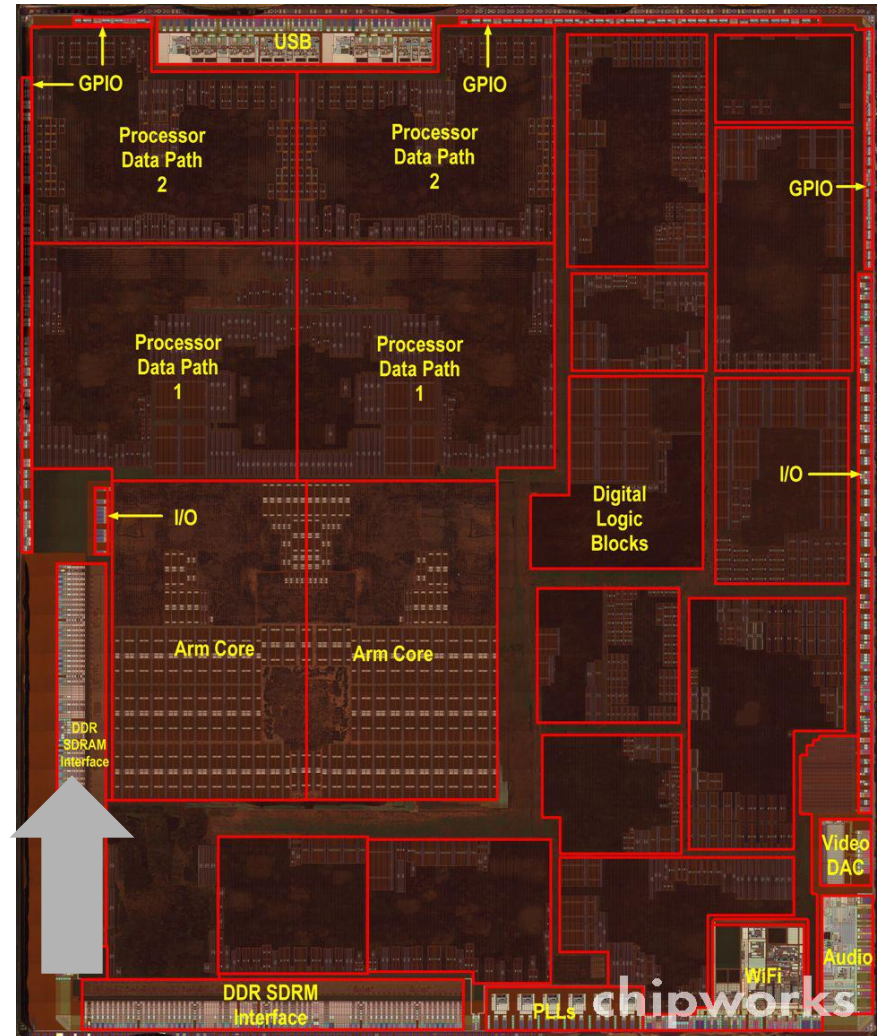 USB
GPIO
GPIO
Processor
Data Path
2
Processor
Data Path
2
GPIO
Processor
Data Path
1
Processor
Data Path
1
I/O
I/O
Digital
Logic
Blocks
Arm Core
Arm Core
DDR
SDRAM
Interface
Video
DAC
Audio
WiFi
DDR SDRM
Interface
PLLs
chipworks